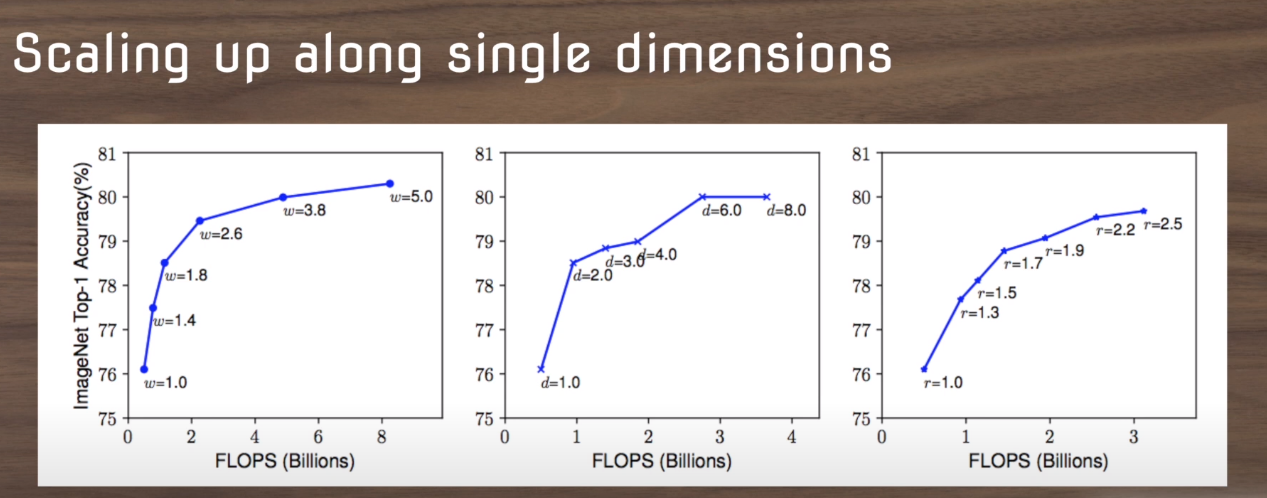 Scaling up along single dimensions
ImageNet Top-1 Accuracy(%)
81
80
79
78
77
76
75
w=1.0
w=1.4
w=1.8
w=2.6
w=3.8
w=5.0
0 2 4 6 8
FLOPS (Billions)
81
80
79
78
77
76
75
d=1.0
d=2.0
d=3.0
d=4.0
d=6.0
d=8.0
0 1 2 3 4
FLOPS (Billions)
81
80
79
78
77
76
75
r=1.0
r=1.3
r=1.5
r=1.7
r=1.9
r=2.2
r=2.5
0 1 2 3
FLOPS (Billions)